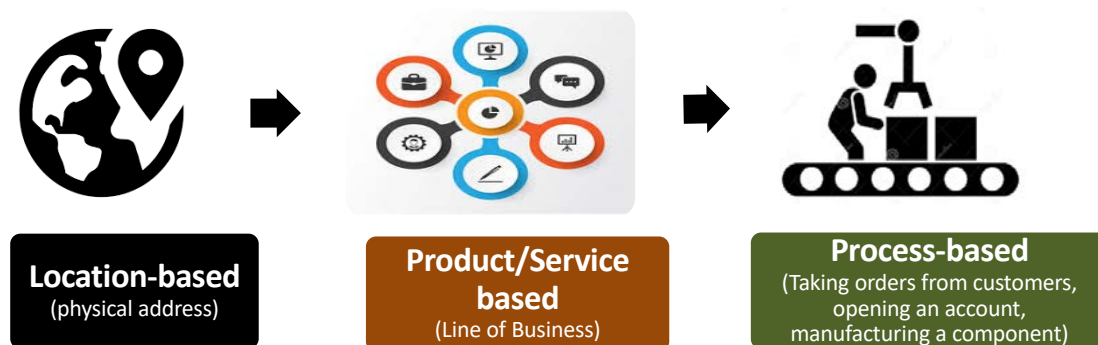 Location-based
(physical address)
Product/Service
based
(Line of Business)
Process-based
(Taking orders from customers,
opening an account,
manufacturing a component)